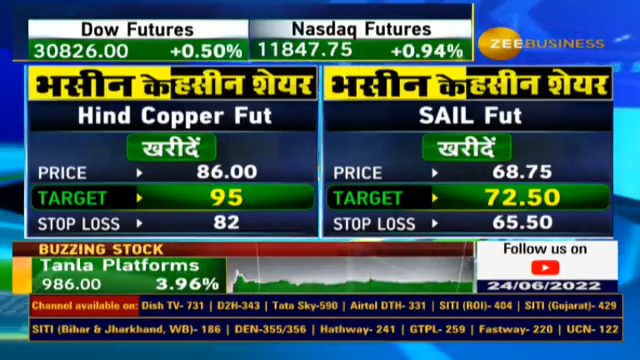 Dow Futures
30826.00 +0.50%
Nasdaq Futures
11847.75 +0.94%
ZEEBUSINESS
भसीन के हसीन शेयर
Hind Copper Fut
खरीदें
PRICE 86.00
TARGET 95
STOP LOSS 82
भसीन के हसीन शेयर
SAIL Fut
खरीदें
PRICE 68.75
TARGET 72.50
STOP LOSS 65.50
BUZZING STOCK
Tanla Platforms
986.00 3.96%
Follow us on
24/06/2022
Channel available on: Dish TV- 731 | D2H-343 | Tata Sky-590 | Airtel DTH- 331 | SITI (ROI)- 404 | SITI (Gujarat)- 429
SITI (Bihar & Jharkhand, WB)- 186 | DEN-355/356 | Hathway- 241 | GTPL- 259 | Fastway- 220 | UCN- 122